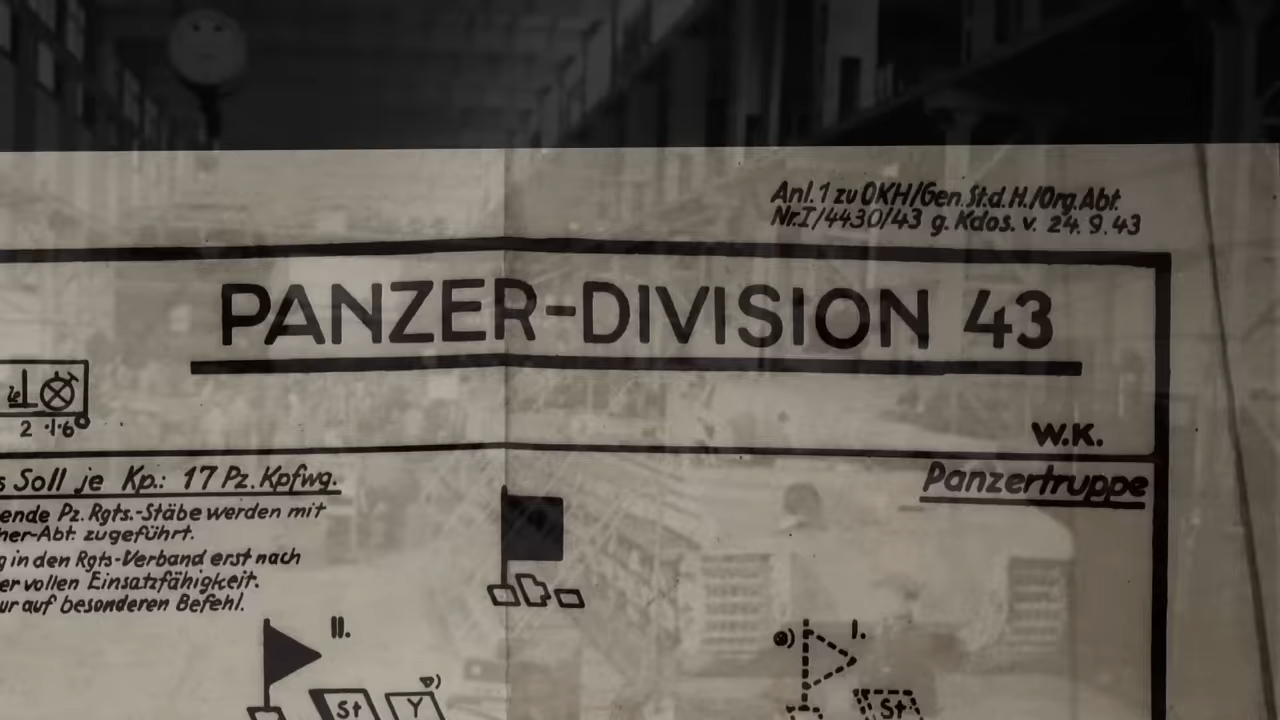 Anl. 1 zu OKH/Gen.St.d.H./Org.Abt.
Nr.I/4430/43 g. Kdos. v. 24. 9. 43
PANZER-DIVISION 43
2 1 6
W.K.
Panzertruppe
Soll je Kp.: 17 Pz. Kpfwg.
ende Pz. Rgts.-Stäbe werden mit
her-Abt. zugeführt.
g in den Rgts-Verband erst nach
er vollen Einsatzfähigkeit.
ur auf besonderen Befehl.
II.
I.
St Y
St